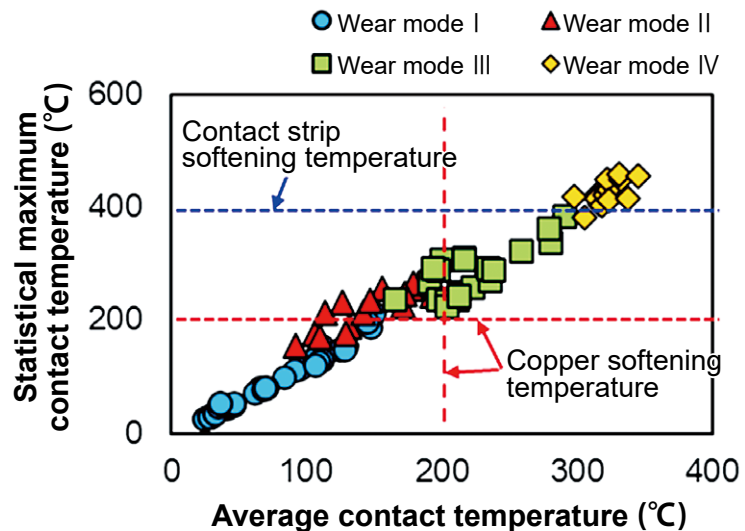 Wear mode Ⅰ
Wear mode Ⅱ
Wear mode Ⅲ
Wear mode Ⅳ
Statistical maximum
contact temperature (℃)
600
400
200
0
Contact strip
softening temperature
Copper softening
temperature
0
100
200
300
400
Average contact temperature (℃)